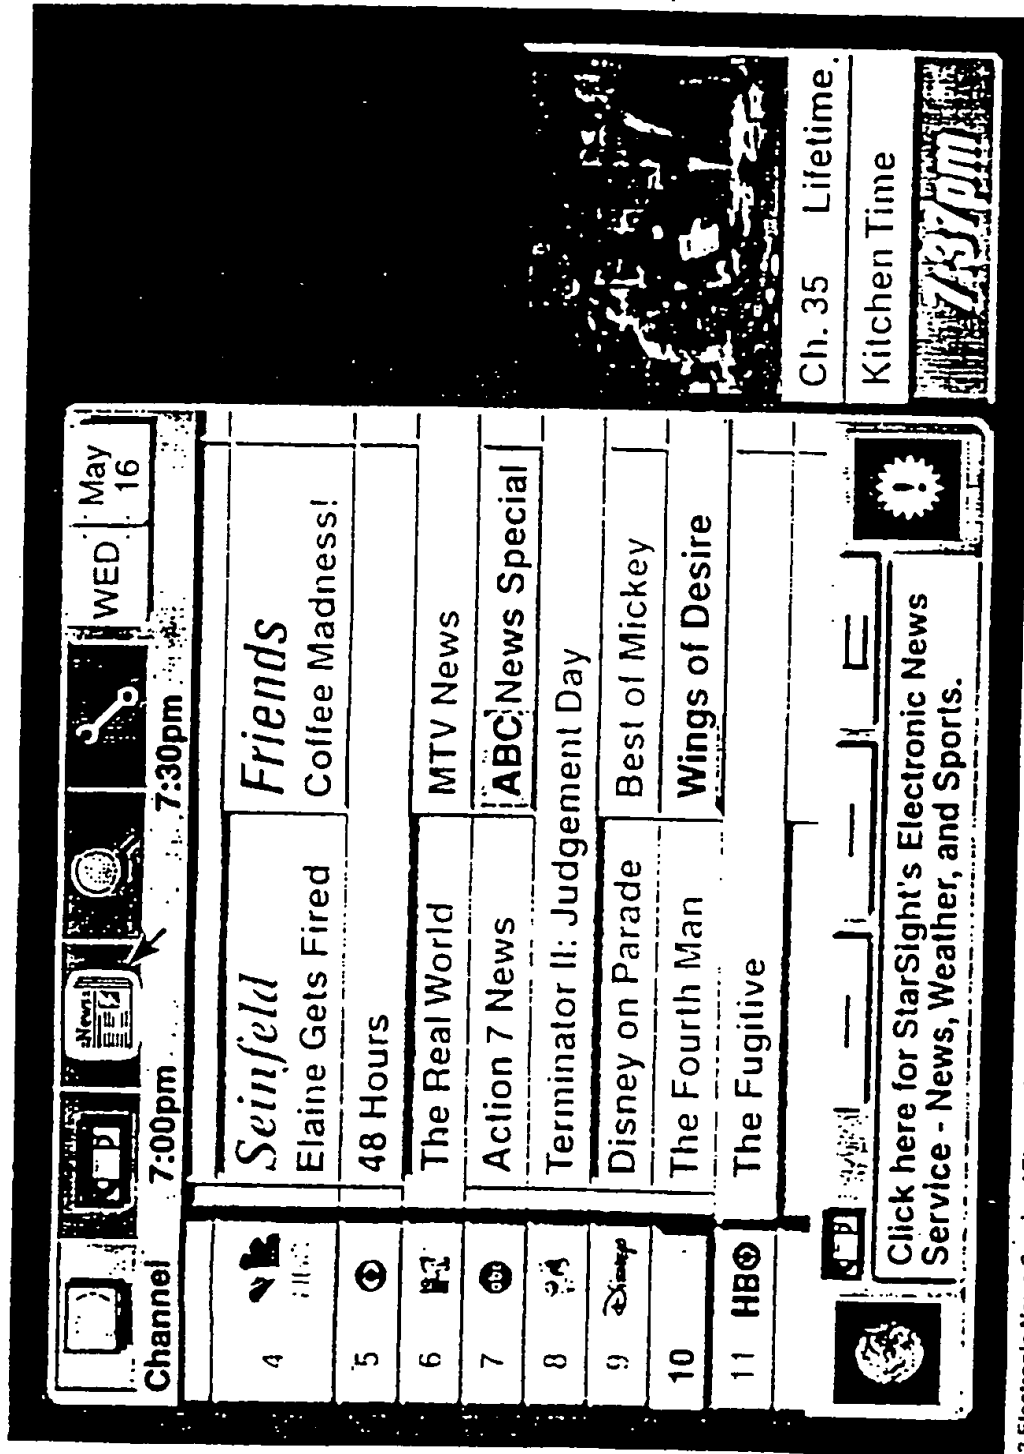 News
WED
May
16
Channel
7:00pm
7:30pm
4
Seinfeld
Elaine Gets Fired
Friends
Coffee Madness!
5
48 Hours
6
The Real World
MTV News
7
abc
Action 7 News
ABC News Special
8
Terminator II: Judgement Day
9
Disney
Disney on Parade
Best of Mickey
10
The Fourth Man
Wings of Desire
11
HBO
The Fugitive
Click here for StarSight's Electronic News
Service - News, Weather, and Sports.
Ch. 35
Lifetime.
Kitchen Time
7:37pm